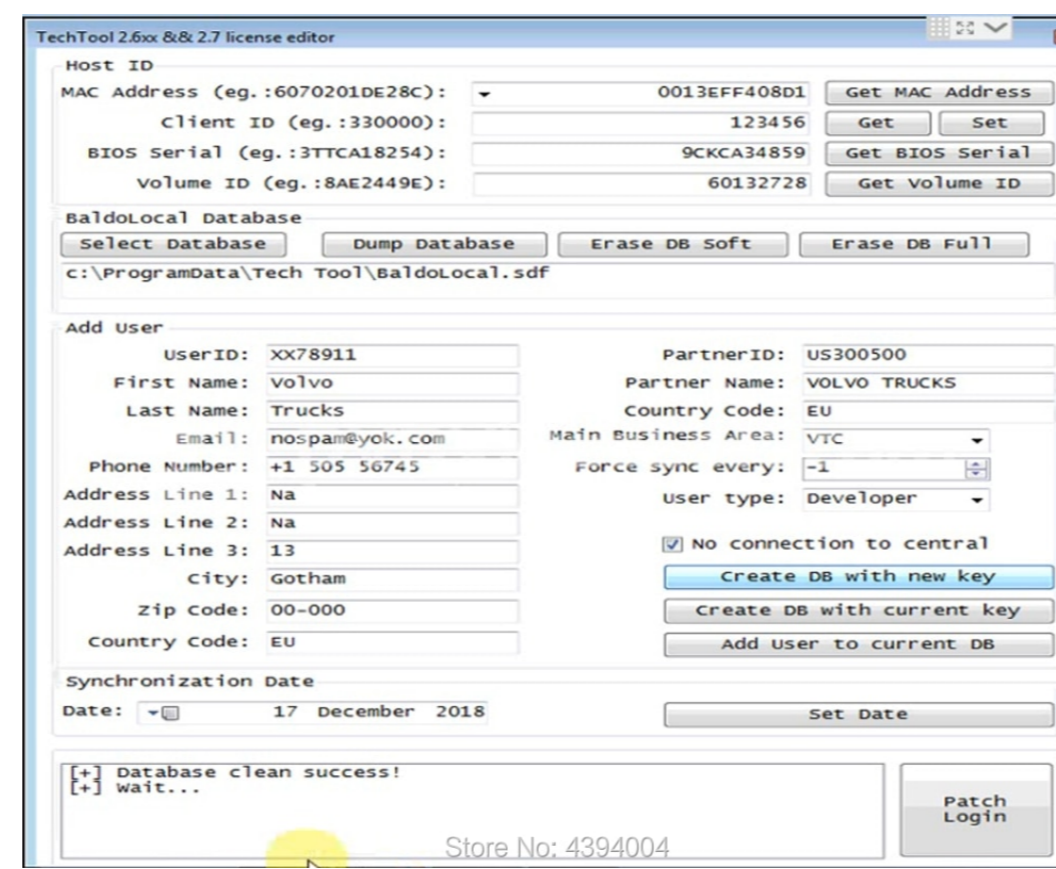 TechTool 2.6xx && 2.7 license editor
Host ID
MAC Address (eg.:6070201DE28C): 0013EFF408D1 Get MAC Address
Client ID (eg.:330000): 123456 Get Set
BIOS Serial (eg.:3TTCA18254): 9CKCA34859 Get BIOS Serial
Volume ID (eg.:8AE2449E): 60132728 Get Volume ID
BaldoLocal Database
Select Database Dump Database Erase DB Soft Erase DB Full
c:\ProgramData\Tech Tool\BaldoLocal.sdf
Add User
UserID: XX78911 PartnerID: US300500
First Name: Volvo Partner Name: VOLVO TRUCKS
Last Name: Trucks Country Code: EU
Email: nospam@yok.com Main Business Area: VTC
Phone Number: +1 505 56745 Force sync every: -1
Address Line 1: Na User type: Developer
Address Line 2: Na
Address Line 3: 13 No connection to central
City: Gotham Create DB with new key
Zip Code: 00-000 Create DB with current key
Country Code: EU Add User to current DB
Synchronization Date
Date: 17 December 2018 Set Date
[+] Database clean success!
[+] Wait...
Patch
Login
Store No: 4394004